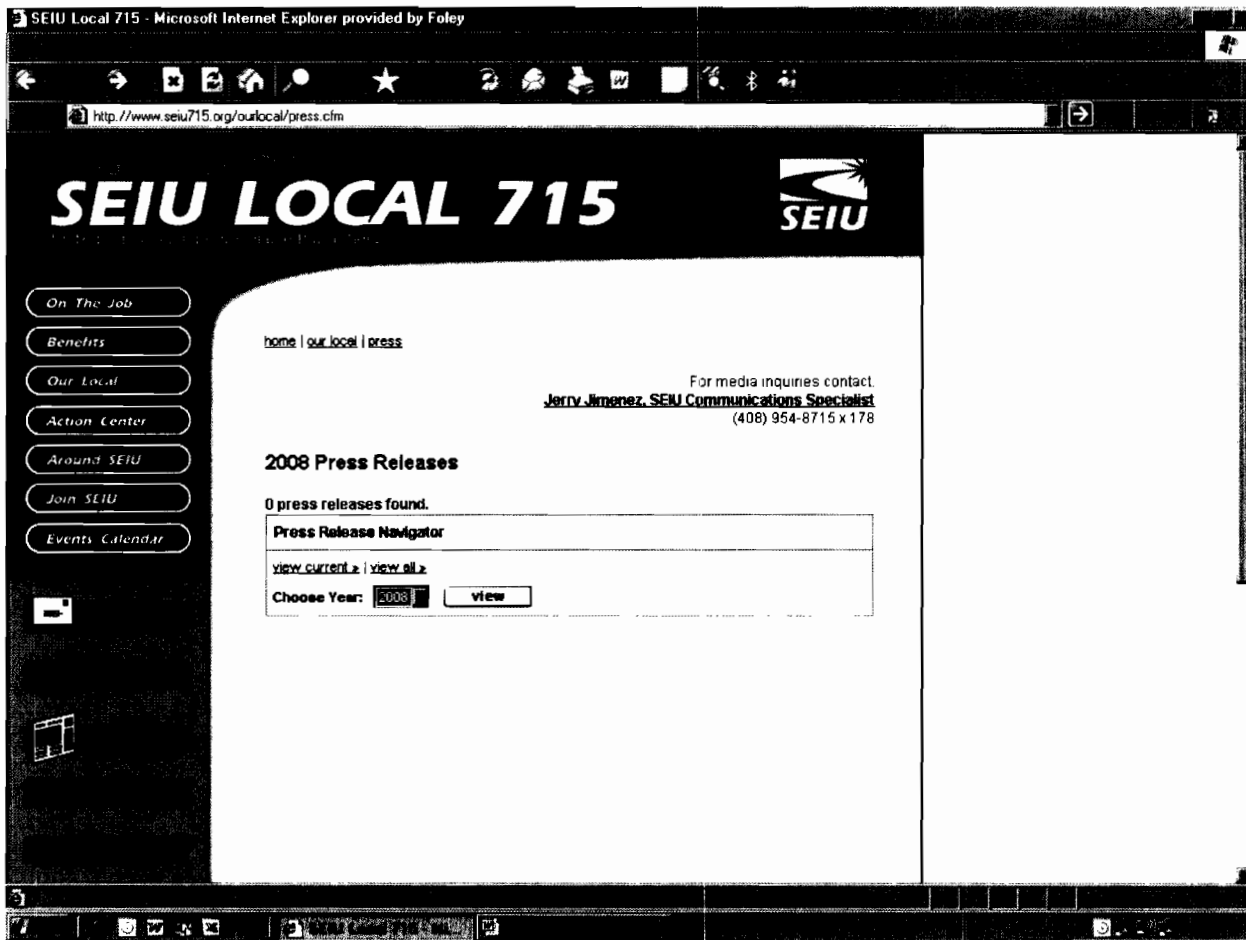 SEIU Local 715 - Microsoft Internet Explorer provided by Foley
http://www.seiu715.org/ourlocal/press.cfm
SEIU LOCAL 715
SEIU
On The Job
Benefits
Our Local
Action Center
Around SEIU
Join SEIU
Events Calendar
home | our local | press
For media inquiries contact.
Jerry Jimenez, SEIU Communications Specialist
(408) 954-8715 x 178
2008 Press Releases
0 press releases found.
Press Release Navigator
view current > | view all >
Choose Year: 2008 view